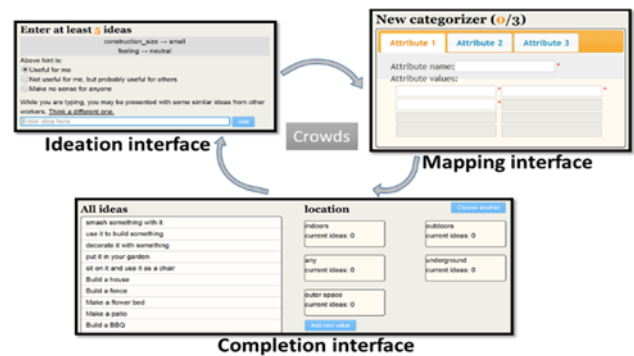 Enter at least 5 ideas
construction_size → small
feeling → neutral
Above hint is:
Useful for me
Not useful for me, but probably useful for others
Make no sense for anyone
While you are typing, you may be presented with some similar ideas from other
workers. Think a different one.
Enter idea here
Add
Ideation interface
New categorizer (0/3)
Attribute 1 Attribute 2 Attribute 3
Attribute name: *
Attribute values:
* *
*
Mapping interface
Crowds
All ideas
smash something with it
use it to build something
decorate it with something
put it in your garden
sit on it and use it as a chair
Build a house
Build a fence
Make a flower bed
Make a patio
Build a BBQ
location
Choose another
indoors
current ideas: 0
outdoors
current ideas: 0
any
current ideas: 0
underground
current ideas: 0
outer space
current ideas: 0
Add new value
Completion interface